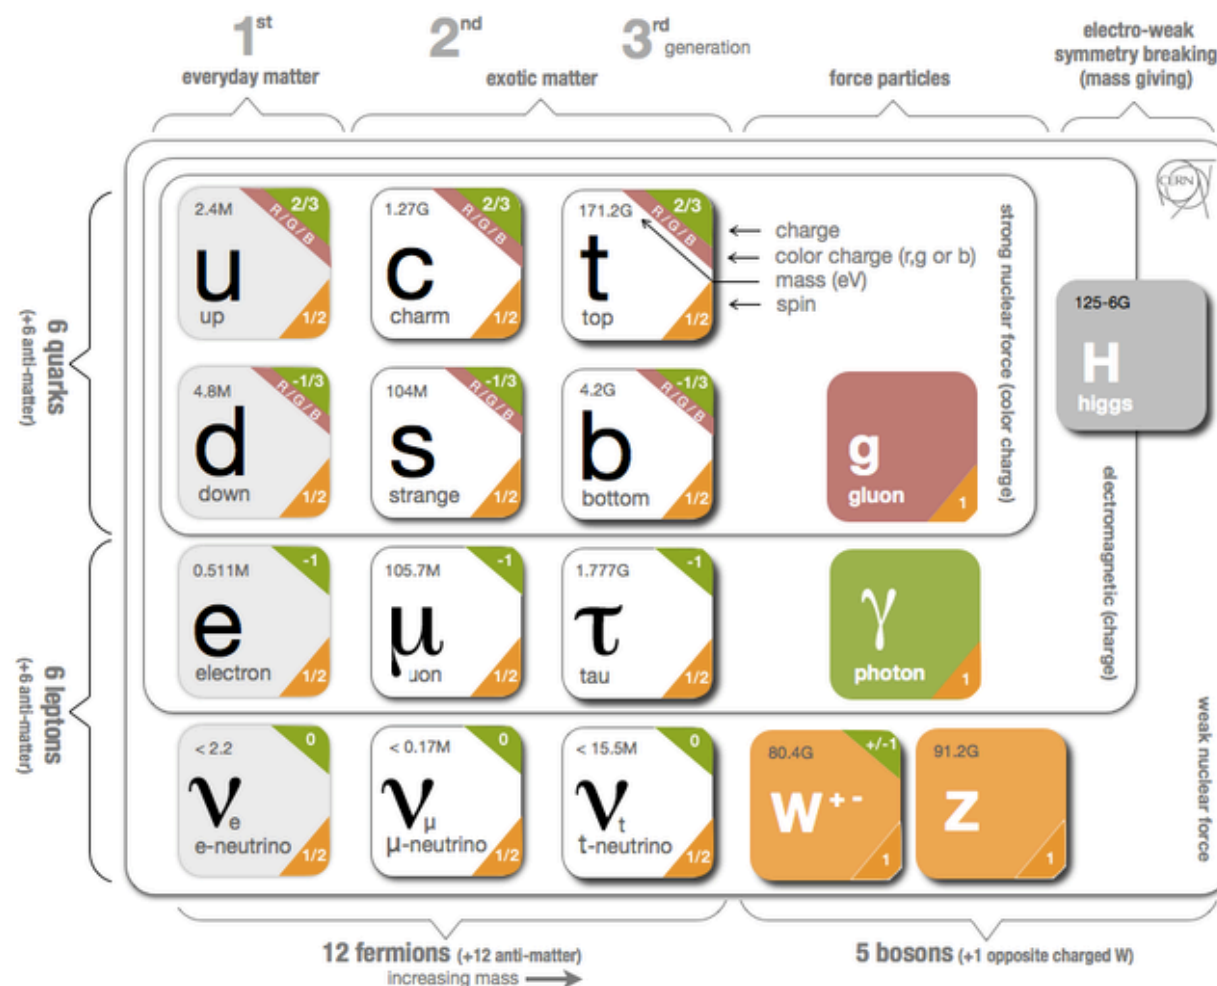 1st
2nd
3rd generation
everyday matter
exotic matter
force particles
electro-weak
symmetry breaking
(mass giving)
CERN
6 quarks
(+6 anti-matter)
2.4M
2/3
R/G/B
u
up
1/2
1.27G
2/3
R/G/B
c
charm
1/2
171.2G
2/3
R/G/B
t
top
1/2
charge
color charge (r,g or b)
mass (eV)
spin
strong nuclear force (color charge)
125-6G
H
higgs
4.8M
-1/3
R/G/B
d
down
1/2
104M
-1/3
R/G/B
s
strange
1/2
4.2G
-1/3
R/G/B
b
bottom
1/2
g
gluon
1
electromagnetic (charge)
6 leptons
(+6 anti-matter)
0.511M
-1
e
electron
1/2
105.7M
-1
μ
uon
1/2
1.777G
-1
τ
tau
1/2
γ
photon
1
weak nuclear force
< 2.2
0
νe
e-neutrino
1/2
< 0.17M
0
νμ
μ-neutrino
1/2
< 15.5M
0
νt
t-neutrino
1/2
80.4G
+/-1
W+-
1
91.2G
Z
1
12 fermions (+12 anti-matter)
increasing mass
5 bosons (+1 opposite charged W)